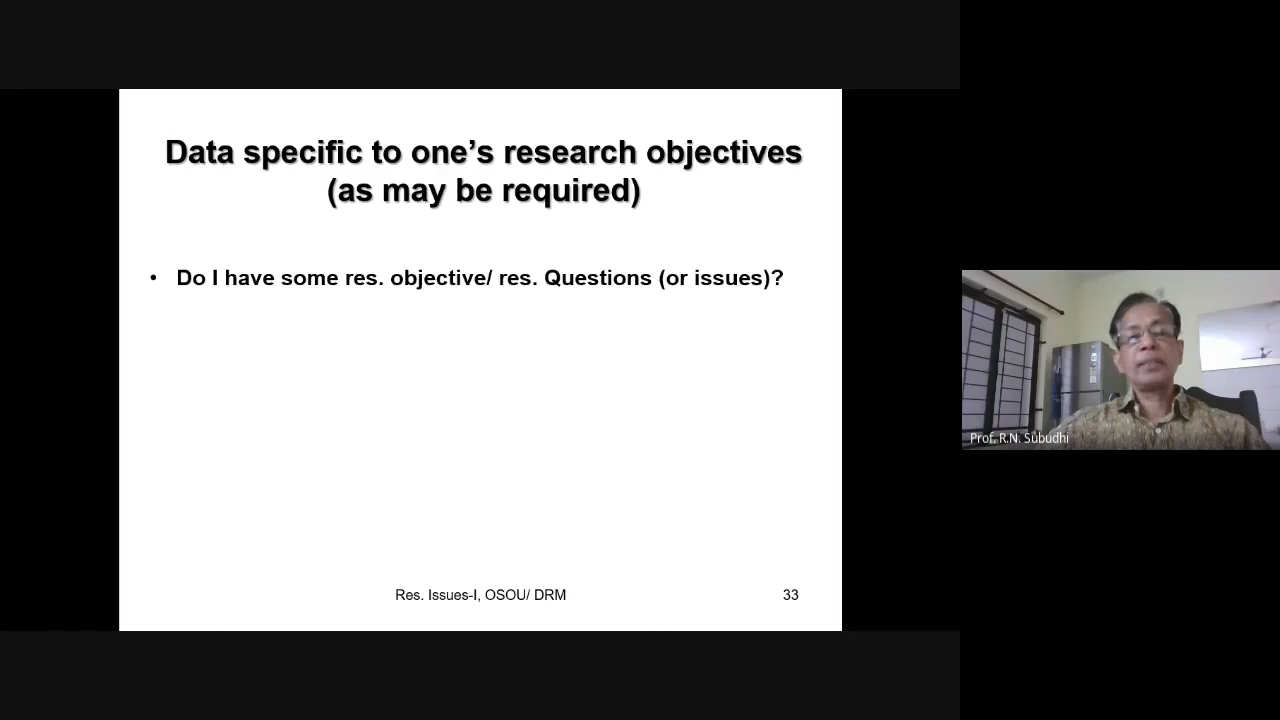 Data specific to one’s research objectives
(as may be required)
• Do I have some res. objective/ res. Questions (or issues)?
Res. Issues-I, OSOU/ DRM
33
Prof. R.N. Subudhi